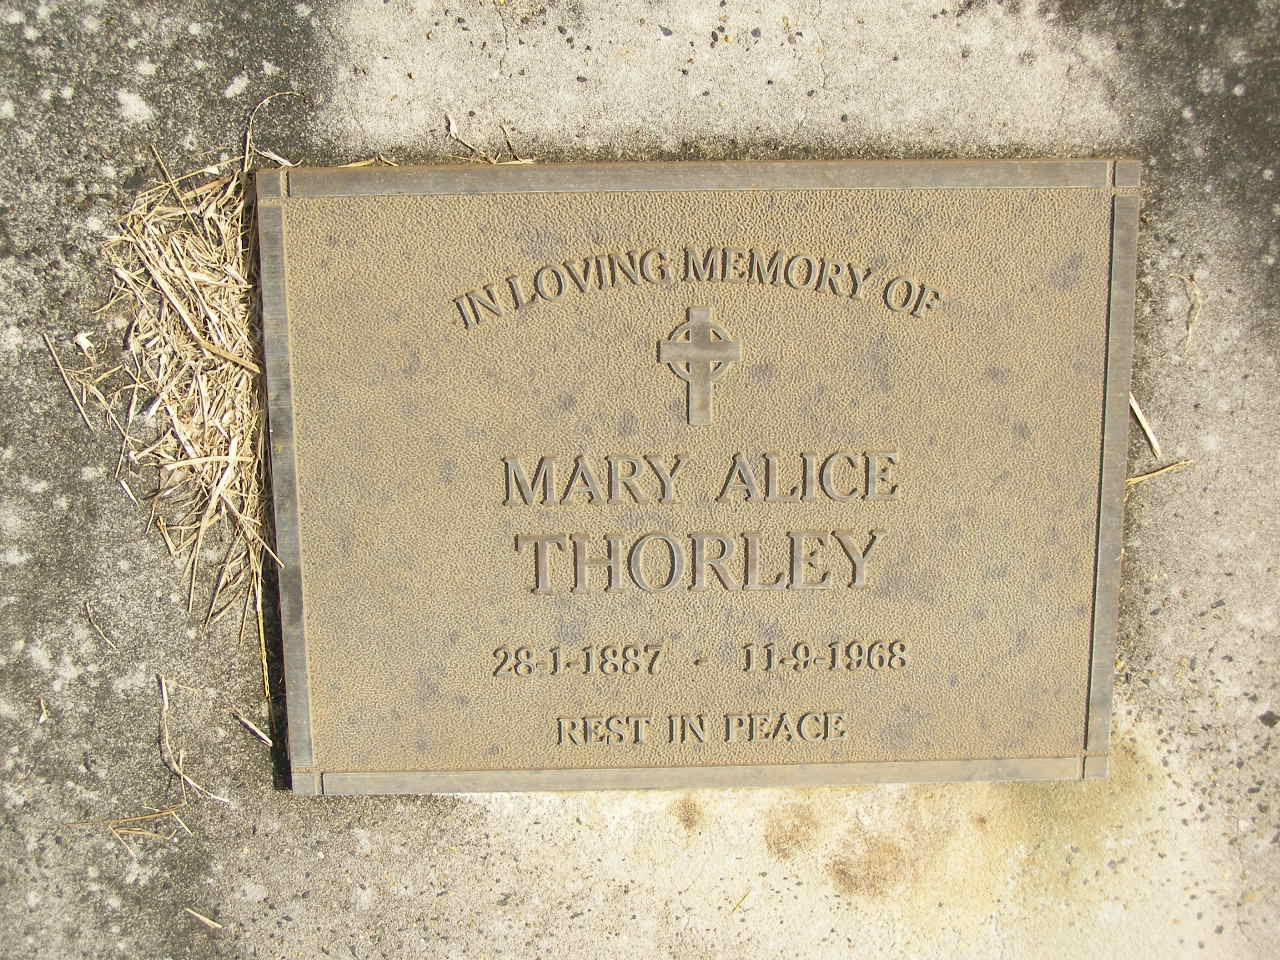 IN LOVING MEMORY OF
MARY ALICE
THORLEY
28-1-1887 - 11-9-1968
REST IN PEACE